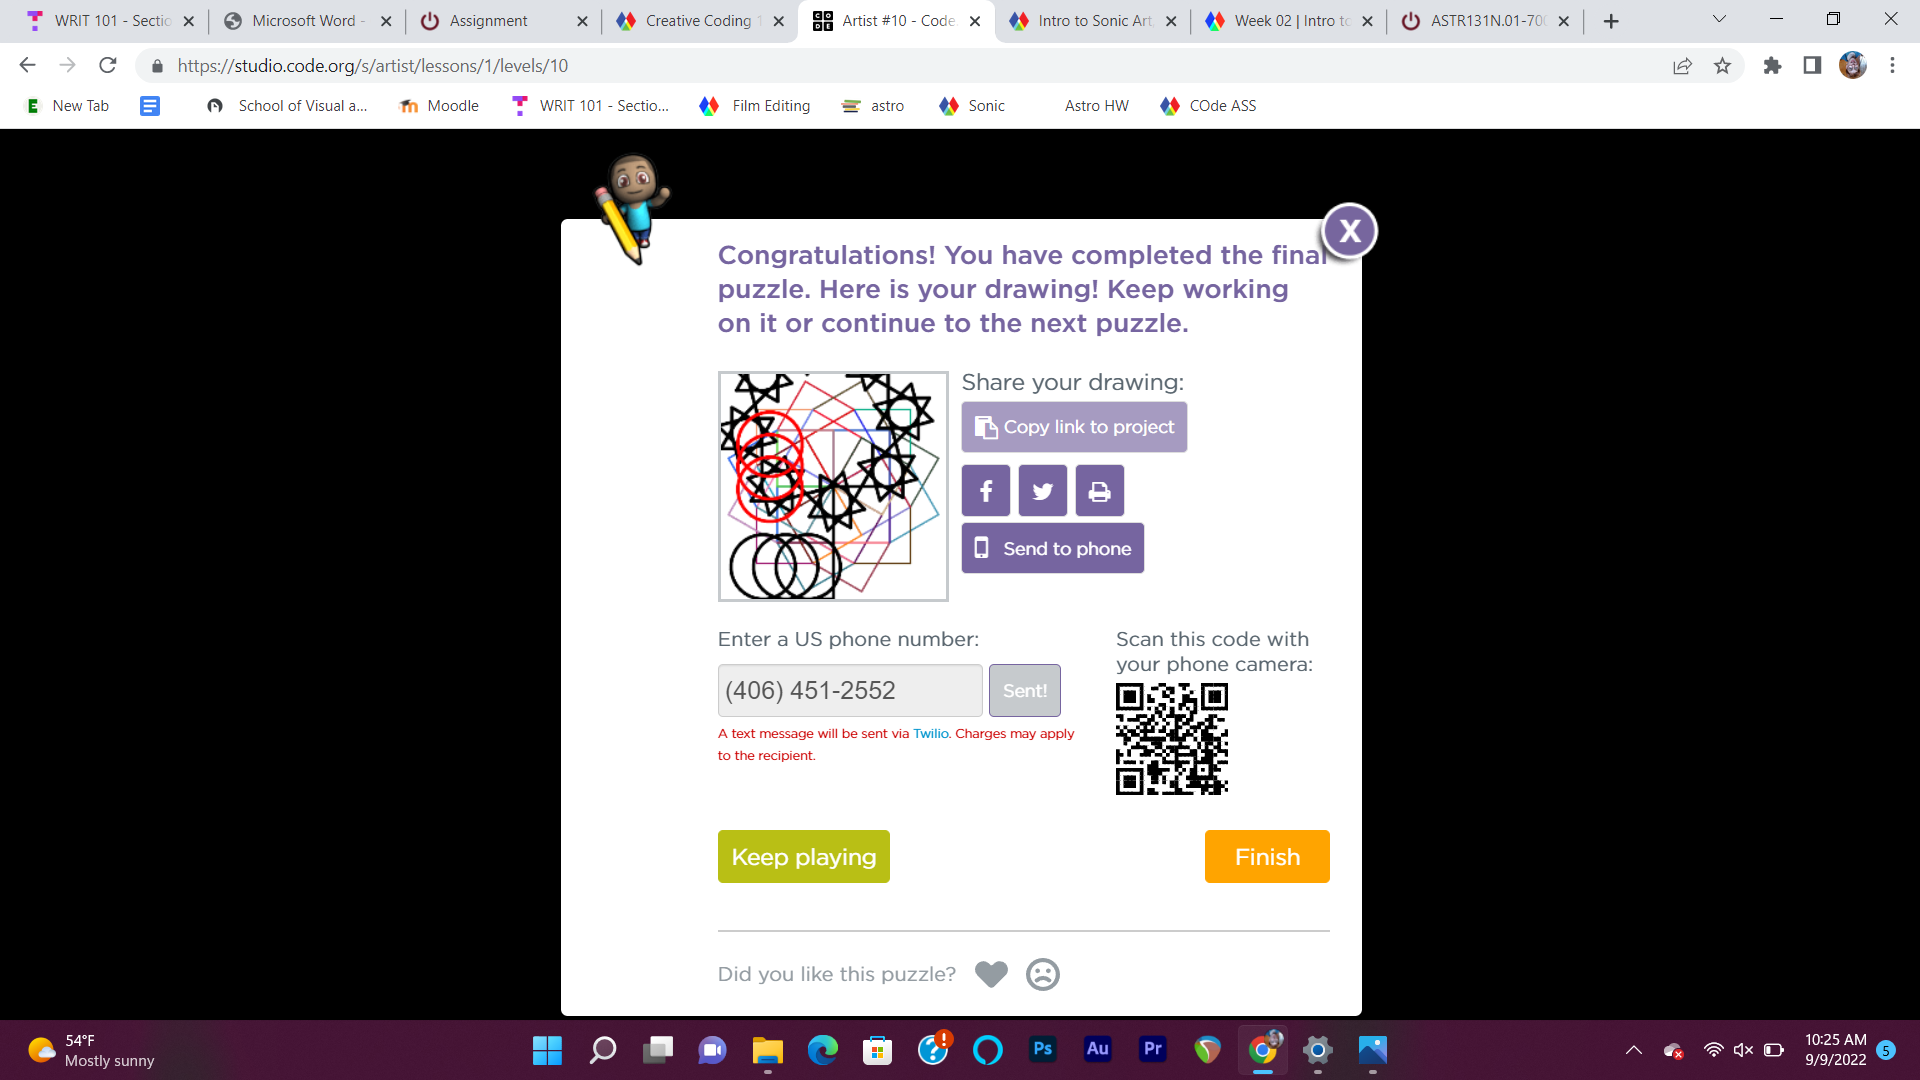 WRIT 101 - Sectio
Microsoft Word -
Assignment
Creative Coding 1
Artist #10 - Code
Intro to Sonic Art
Week 02 | Intro to
ASTR131N.01-700
https://studio.code.org/s/artist/lessons/1/levels/10
New Tab
School of Visual a...
Moodle
WRIT 101 - Sectio...
Film Editing
astro
Sonic
Astro HW
COde ASS
X
Congratulations! You have completed the final
puzzle. Here is your drawing! Keep working
on it or continue to the next puzzle.
Share your drawing:
Copy link to project
Send to phone
Enter a US phone number:
(406) 451-2552
Sent!
A text message will be sent via Twilio. Charges may apply
to the recipient.
Scan this code with
your phone camera:
Keep playing
Finish
Did you like this puzzle?
54°F
Mostly sunny
Ps
Au
Pr
10:25 AM
9/9/2022
5